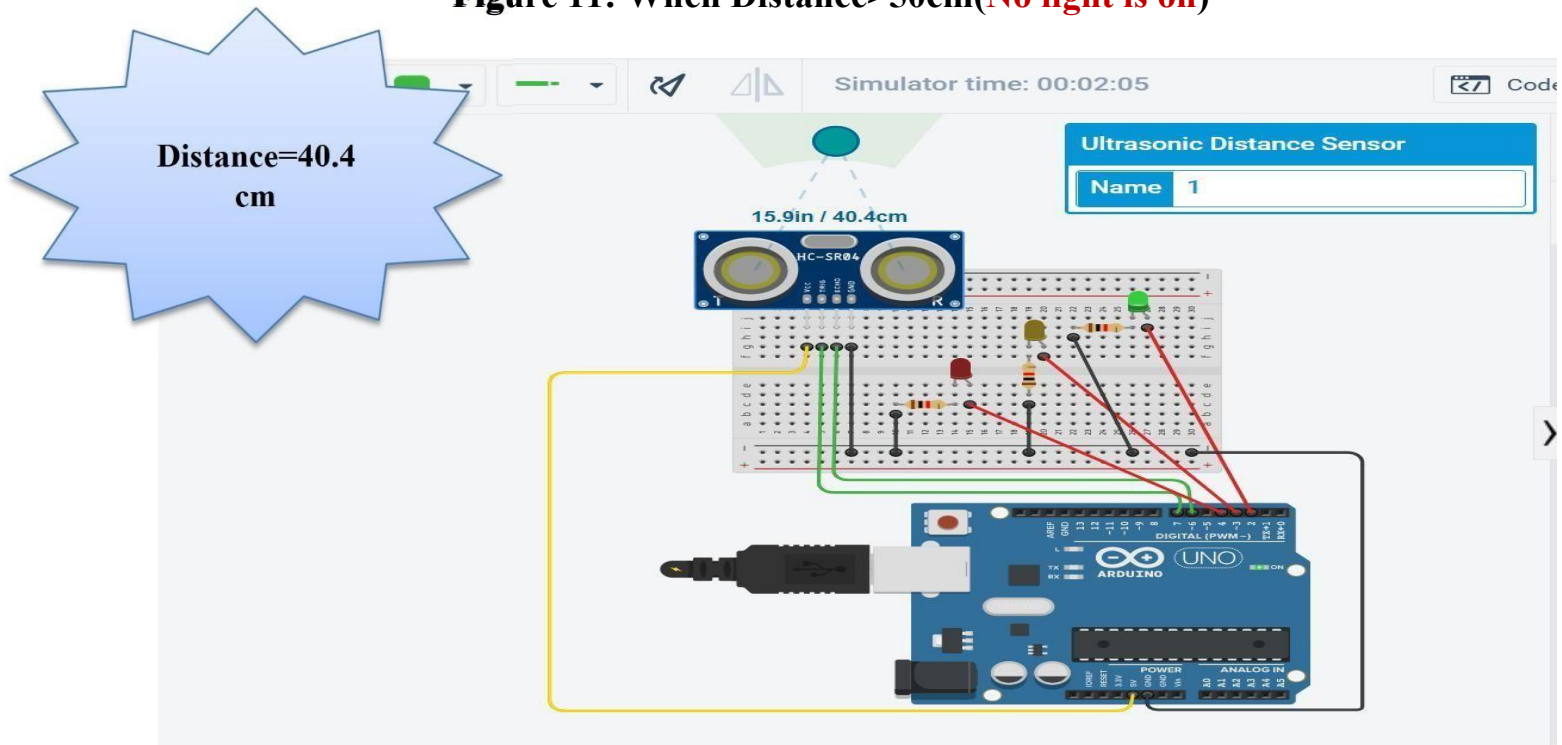 Figure 11: When Distance>50cm(No light is on)
Simulator time: 00:02:05
Code
Distance=40.4
cm
Ultrasonic Distance Sensor
Name 1
15.9in / 40.4cm
HC-SR04
VCC
TRIG
ECHO
GND
T
R
AREF
GND
13
12
~11
~10
~9
8
7
~6
~5
4
~3
2
TX→1
RX←0
DIGITAL (PWM~)
L
TX
RX
ARDUINO
UNO
ON
POWER
ANALOG IN
IOREF
RESET
3.3V
5V
GND
GND
Vin
A0
A1
A2
A3
A4
A5